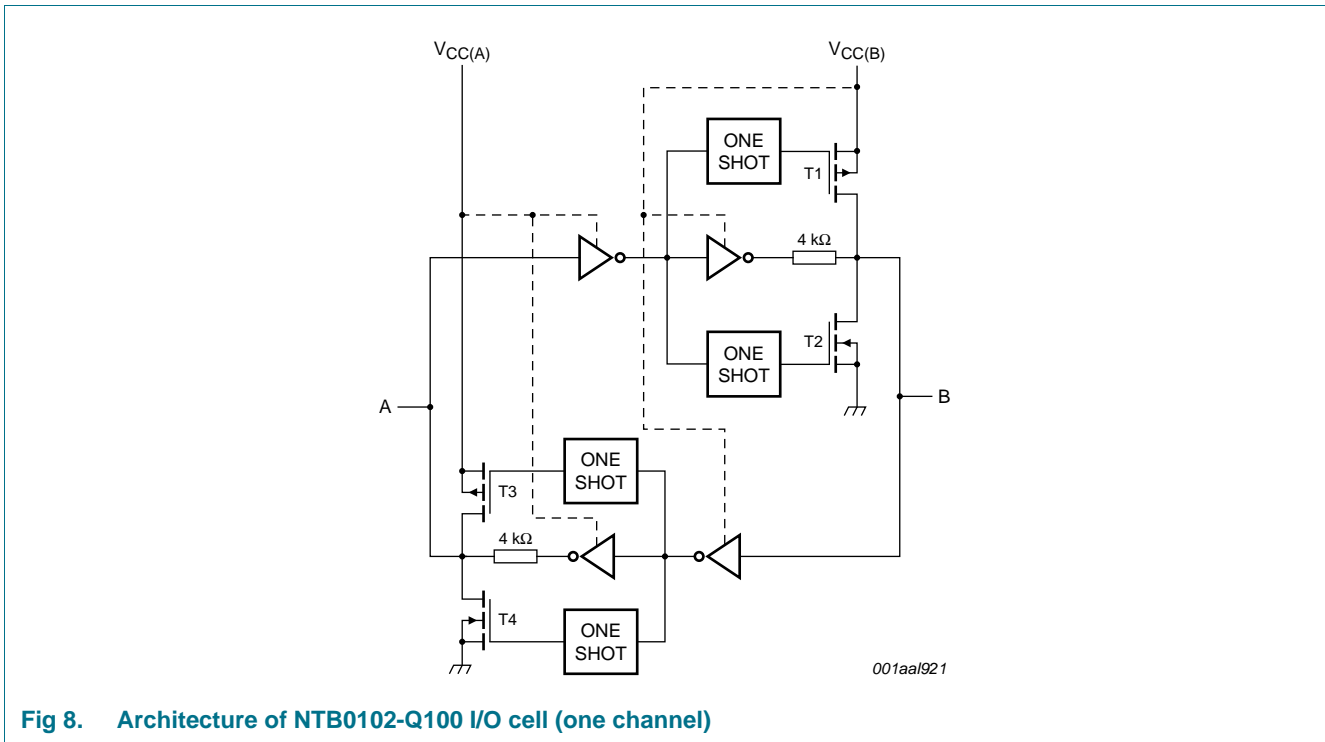 VCC(A)
VCC(B)
ONE
SHOT
T1
4 kΩ
ONE
SHOT
T2
A
B
ONE
SHOT
T3
4 kΩ
T4
ONE
SHOT
001aal921
Fig 8. Architecture of NTB0102-Q100 I/O cell (one channel)